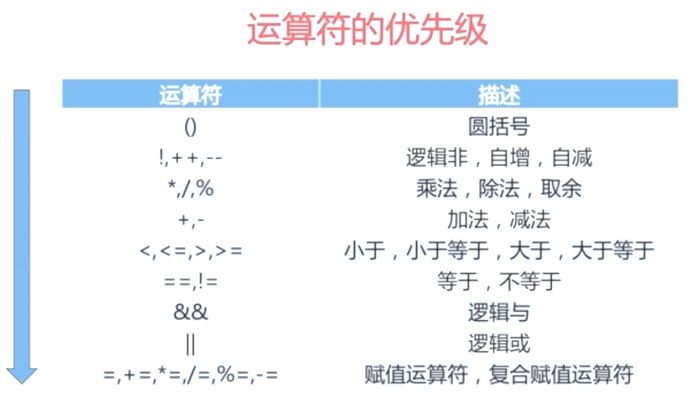 运算符的优先级
运算符 描述
() 圆括号
!,++,-- 逻辑非，自增，自减
*,/,% 乘法，除法，取余
+,- 加法，减法
<,<=,>,>= 小于，小于等于，大于，大于等于
==,!= 等于，不等于
&& 逻辑与
|| 逻辑或
=,+=,*=,/=,%=,-= 赋值运算符，复合赋值运算符